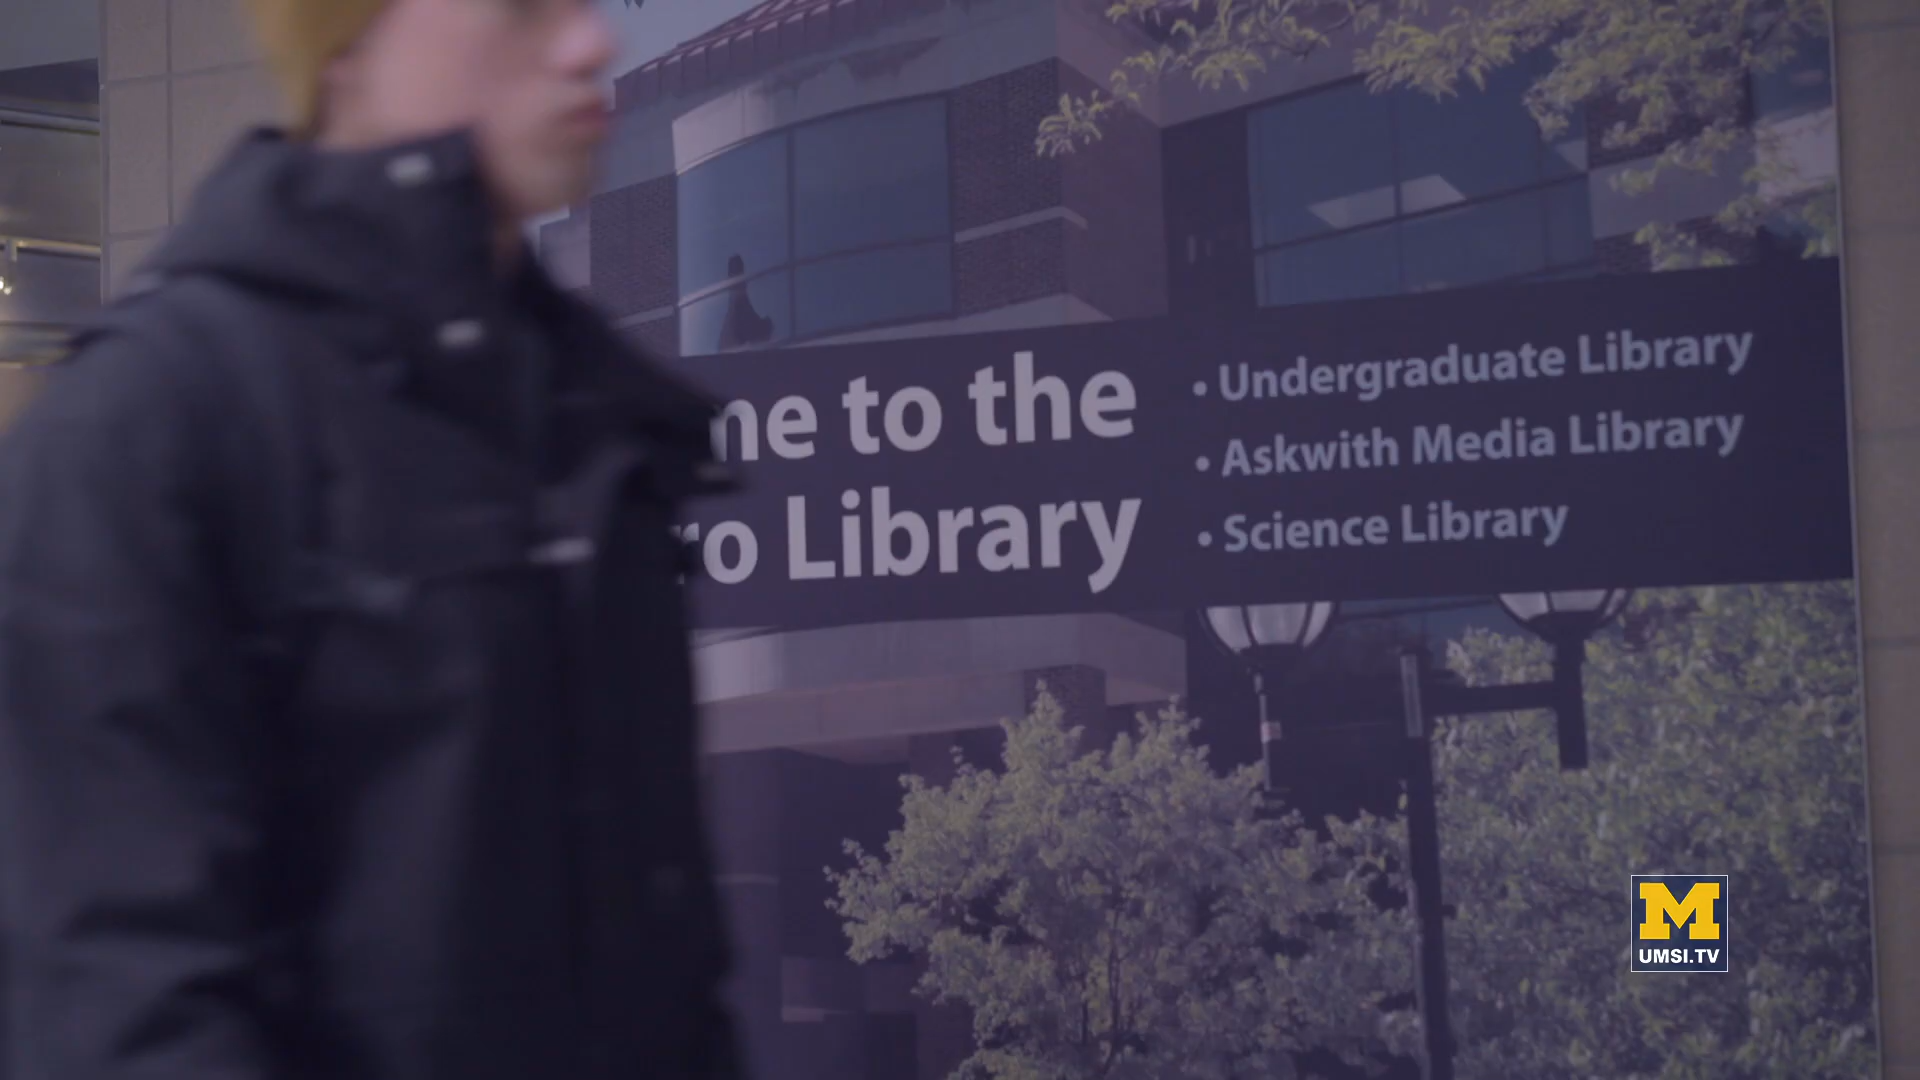 me to the
ro Library
• Undergraduate Library
• Askwith Media Library
• Science Library
M
UMSI.TV